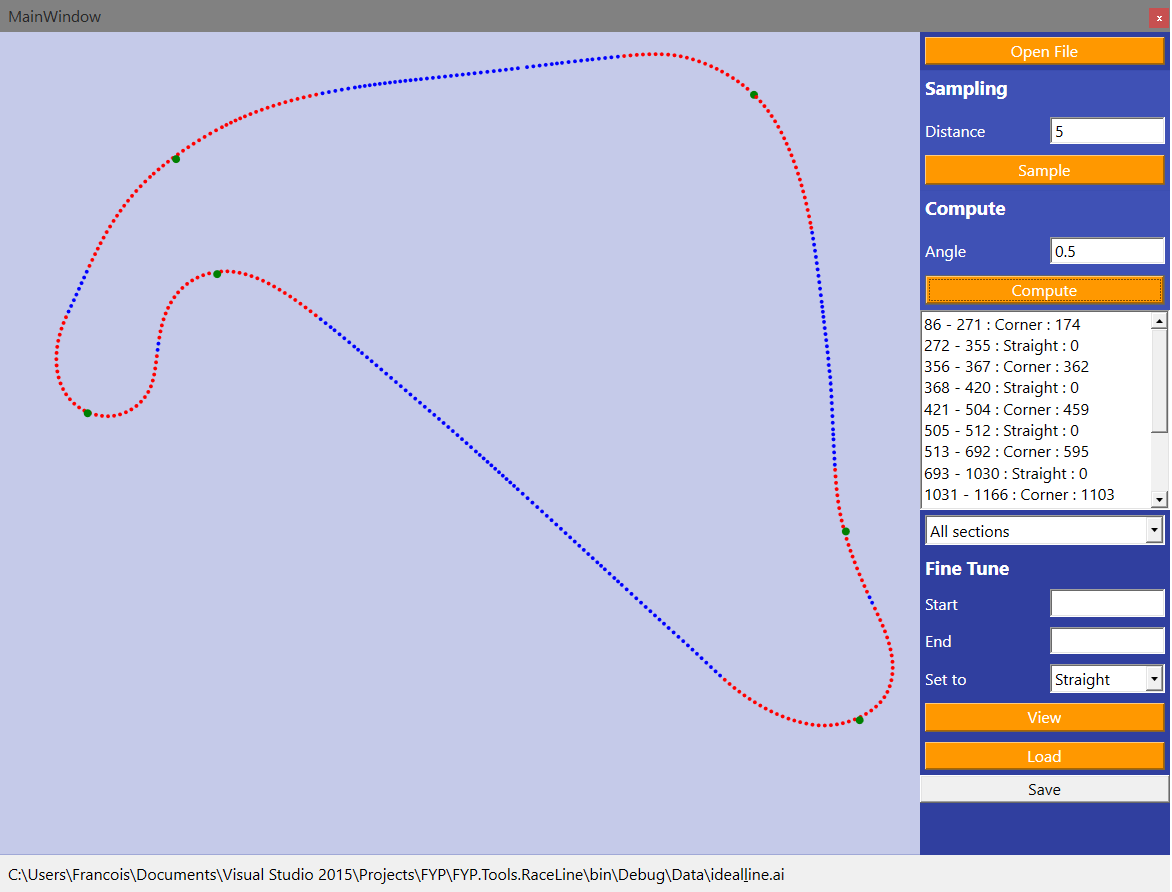 MainWindow
x
Open File
Sampling
Distance 5
Sample
Compute
Angle 0.5
Compute
86 - 271 : Corner : 174
272 - 355 : Straight : 0
356 - 367 : Corner : 362
368 - 420 : Straight : 0
421 - 504 : Corner : 459
505 - 512 : Straight : 0
513 - 692 : Corner : 595
693 - 1030 : Straight : 0
1031 - 1166 : Corner : 1103
All sections
Fine Tune
Start
End
Set to Straight
View
Load
Save
C:\Users\Francois\Documents\Visual Studio 2015\Projects\FYP\FYP.Tools.RaceLine\bin\Debug\Data\idealline.ai